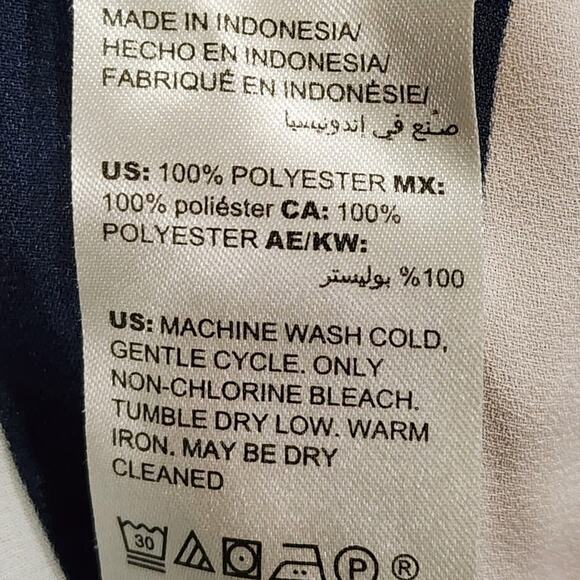 MADE IN INDONESIA/
HECHO EN INDONESIA/
FABRIQUÉ EN INDONÉSIE/
صُنع في إندونيسيا
US: 100% POLYESTER MX:
100% poliéster CA: 100%
POLYESTER AE/KW:
100% بوليستر
US: MACHINE WASH COLD,
GENTLE CYCLE. ONLY
NON-CHLORINE BLEACH.
TUMBLE DRY LOW. WARM
IRON. MAY BE DRY
CLEANED
30 P ®